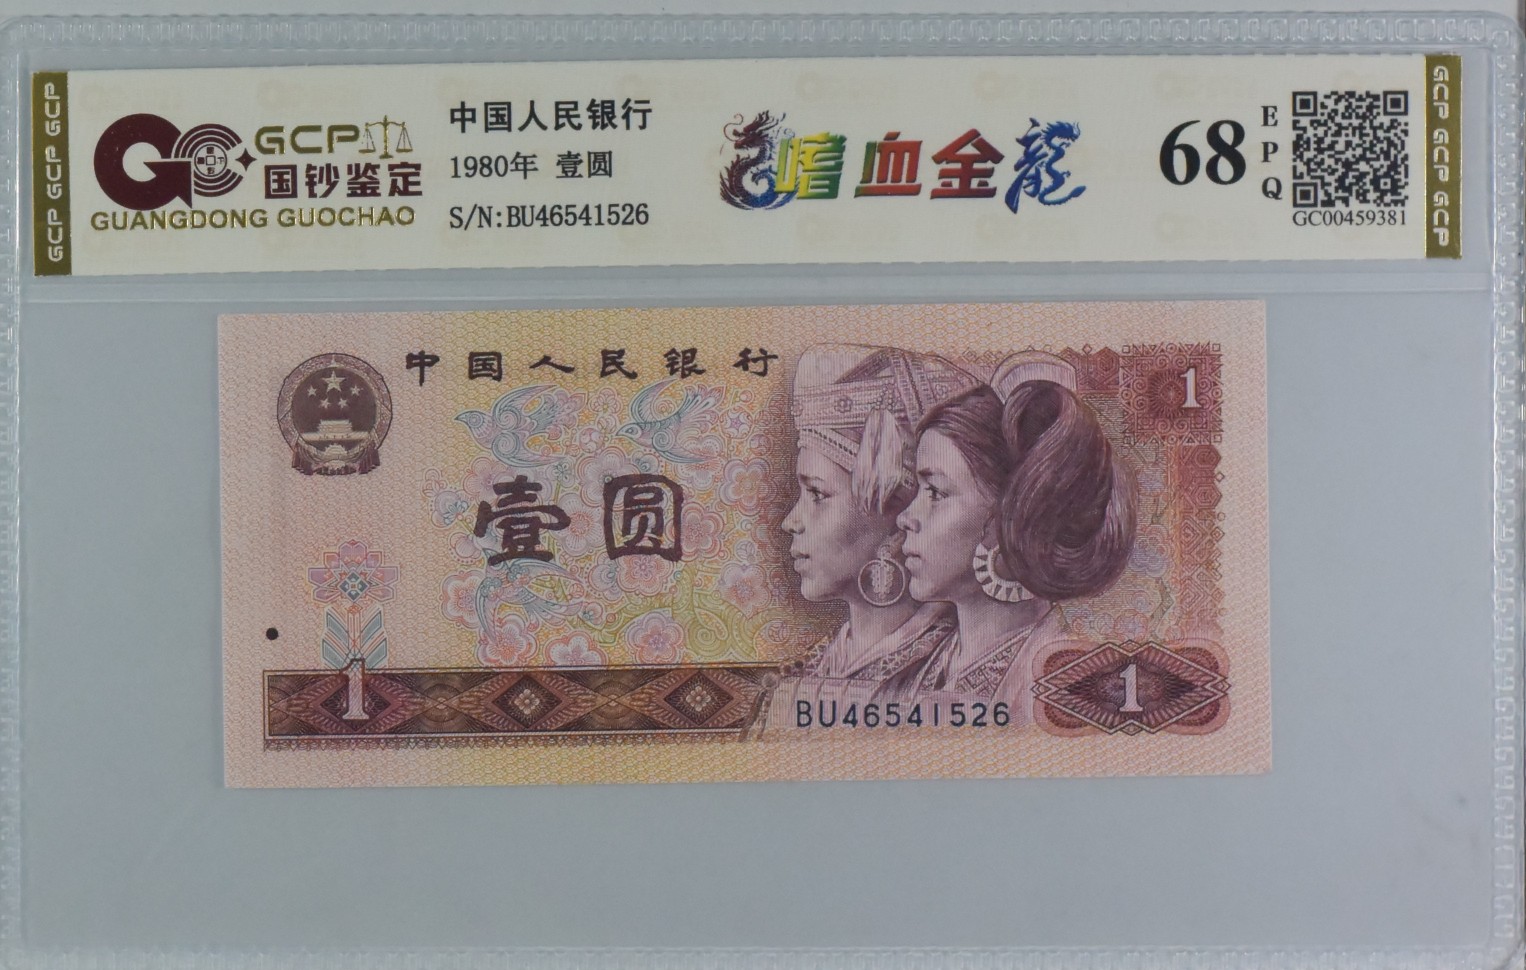 GCP GCP GCP
GCP
国钞鉴定
GUANGDONG GUOCHAO
中国人民银行
1980年 壹圆
S/N:BU46541526
嗜血金龍
68
EPQ
GC00459381
GCP GCP GCP
中国人民银行
1
壹圆
1
BU46541526
1